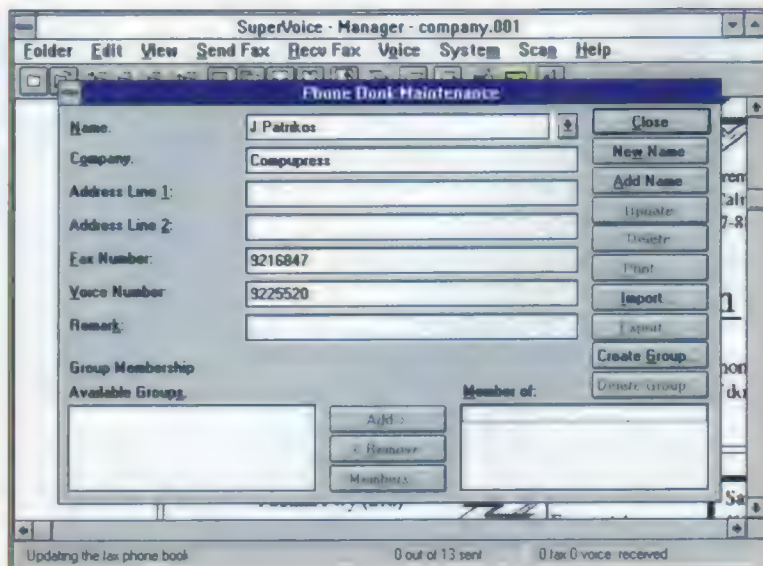 SuperVoice - Manager - company.001
Folder Edit View Send Fax Recv Fax Voice System Scan Help
Phone Book Maintenance
Name:
J Patrikos
Close
Company:
Compupress
New Name
Address Line 1:
Add Name
Address Line 2:
Update
Fax Number:
9216847
Delete
Voice Number
9225520
Print
Remark:
Import
Export
Group Membership
Create Group
Available Groups.
Member of:
Delete Group
Add >
< Remove
Members
7-8
Sa
Updating the fax phone book
0 out of 13 sent
0 fax 0 voice received